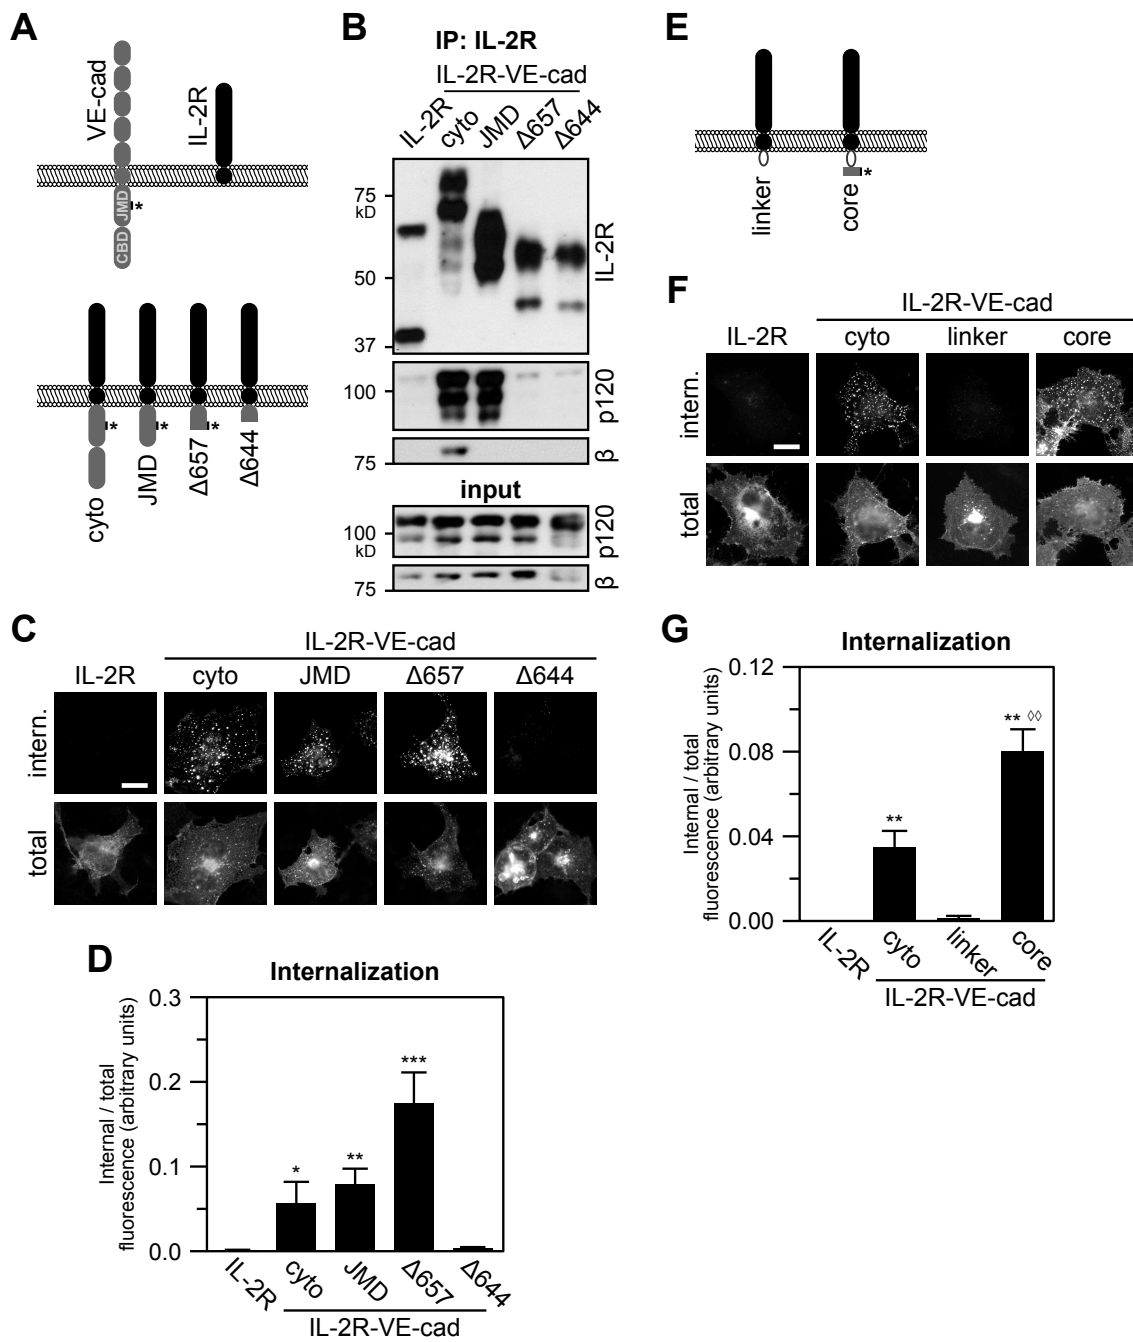 A
VE-cad
IL-2R
JMD
*
CBD
*
*
*
cyto
JMD
Δ657
Δ644
B
IP: IL-2R
IL-2R-VE-cad
IL-2R
cyto
JMD
Δ657
Δ644
75
kD
50
37
IL-2R
100
p120
75
β
input
100
kD
p120
75
β
C
IL-2R-VE-cad
IL-2R
cyto
JMD
Δ657
Δ644
intern.
total
D
Internalization
Internal / total
fluorescence (arbitrary units)
0.3
0.2
0.1
0.0
*
**
***
IL-2R
cyto
JMD
Δ657
Δ644
IL-2R-VE-cad
E
*
linker
core
F
IL-2R-VE-cad
IL-2R
cyto
linker
core
intern.
total
G
Internalization
Internal / total
fluorescence (arbitrary units)
0.12
0.08
0.04
0.00
**
** ◊◊
IL-2R
cyto
linker
core
IL-2R-VE-cad